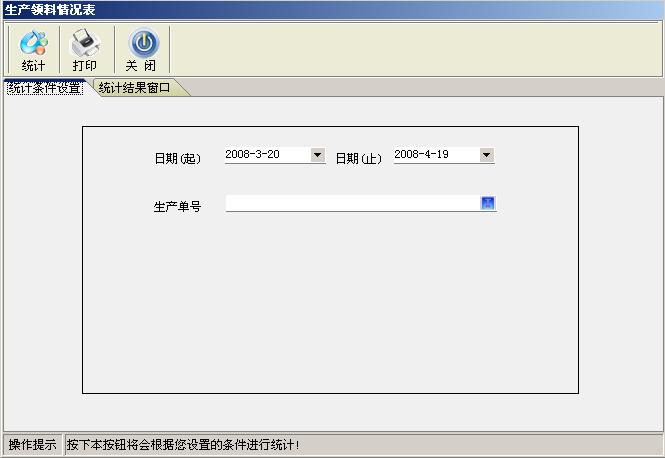 生产领料情况表
统计 打印 关 闭
统计条件设置 统计结果窗口
日期(起) 2008-3-20 日期(止) 2008-4-19
生产单号
操作提示 按下本按钮将会根据您设置的条件进行统计!